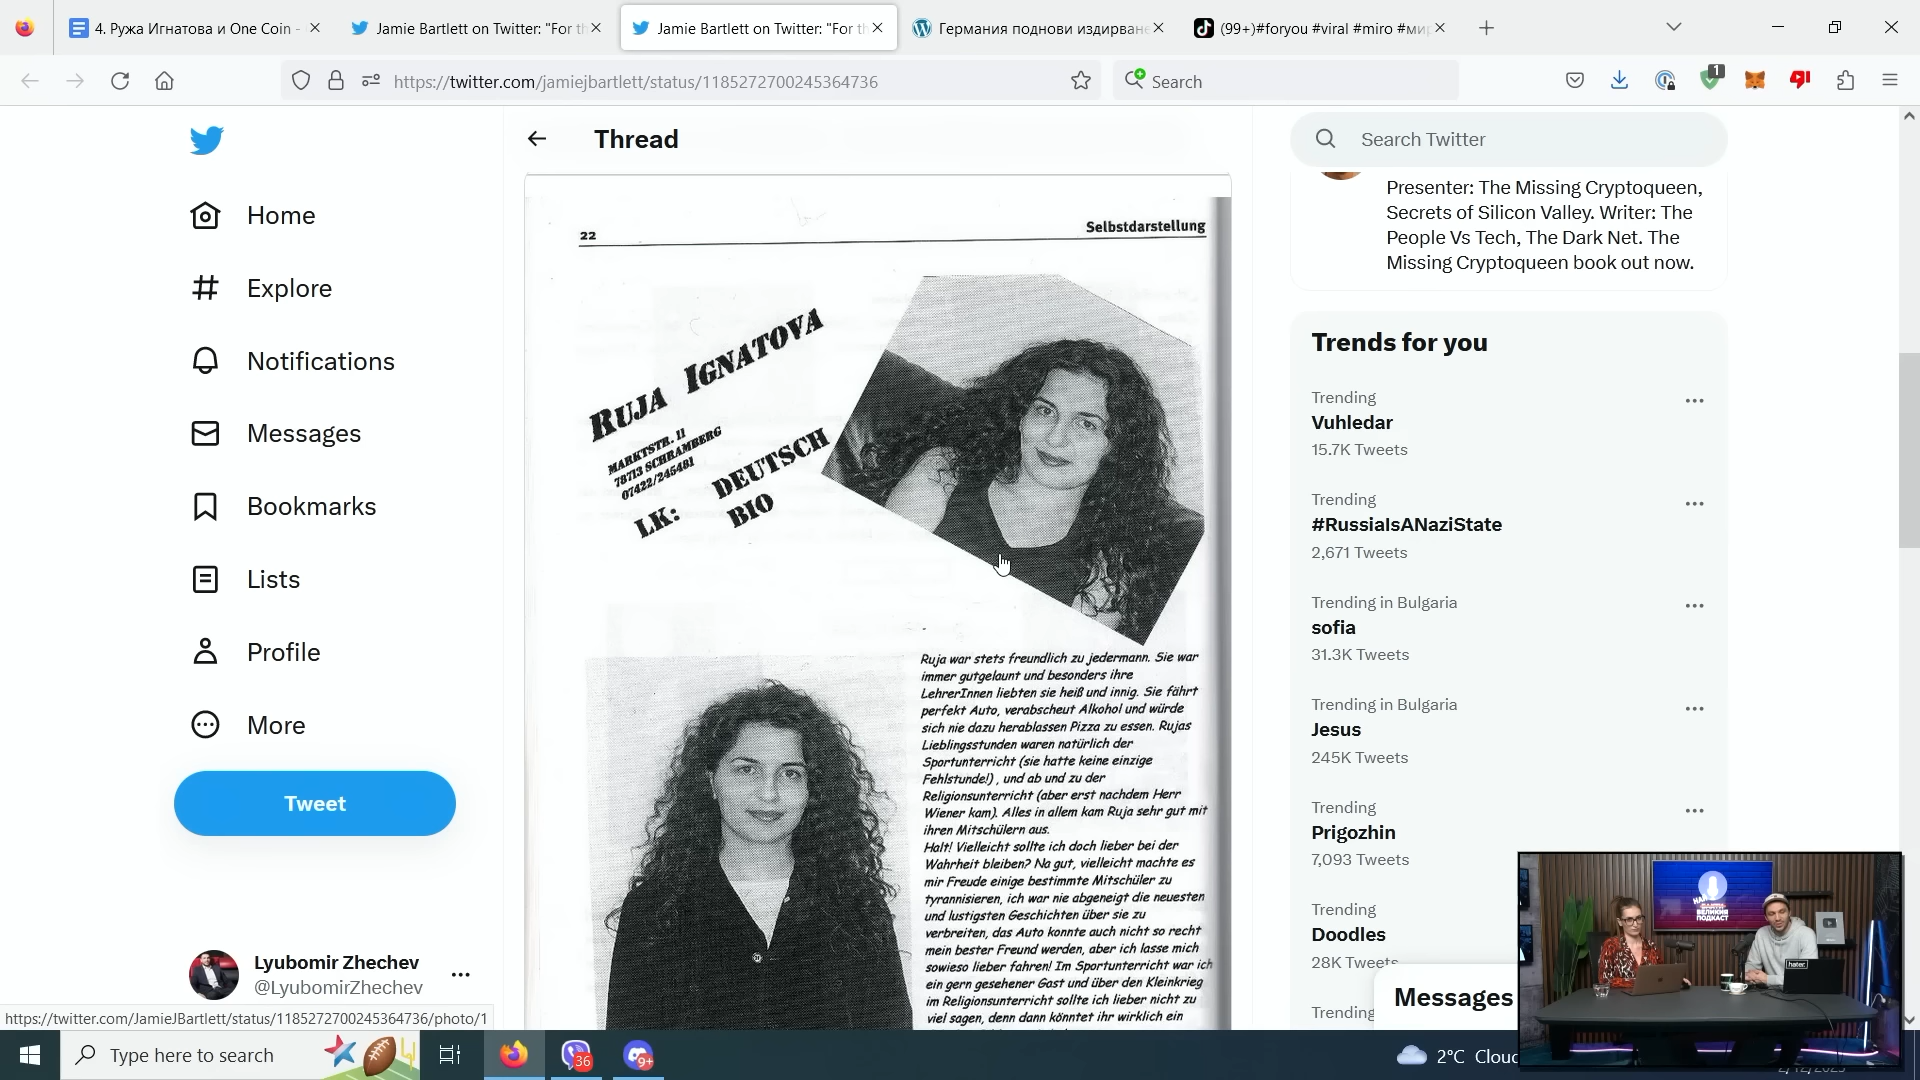 4. Ружа Игнатова и One Coin -
Jamie Bartlett on Twitter: "For th
Jamie Bartlett on Twitter: "For th
Германия поднови издирване
(99+)#foryou #viral #miro #мир
https://twitter.com/jamiejbartlett/status/1185272700245364736
Search
1
Home
Explore
Notifications
Messages
Bookmarks
Lists
Profile
More
Tweet
Lyubomir Zhechev
@LyubomirZhechev
https://twitter.com/JamieJBartlett/status/1185272700245364736/photo/1
Thread
22
Selbstdarstellung
RUJA IGNATOVA
MARKTSTR. 11
78713 SCHRAMBERG
07422/245481
LK: DEUTSCH
BIO
Ruja war stets freundlich zu jedermann. Sie war
immer gutgelaunt und besonders ihre
LehrerInnen liebten sie heiß und innig. Sie fährt
perfekt Auto, verabscheut Alkohol und würde
sich nie dazu herablassen Pizza zu essen. Rujas
Lieblingsstunden waren natürlich der
Sportunterricht (sie hatte keine einzige
Fehlstunde!) , und ab und zu der
Religionsunterricht (aber erst nachdem Herr
Wiener kam). Alles in allem kam Ruja sehr gut mit
ihren Mitschülern aus.
Halt! Vielleicht sollte ich doch lieber bei der
Wahrheit bleiben? Na gut, vielleicht machte es
mir Freude einige bestimmte Mitschüler zu
tyrannisieren, ich war nie abgeneigt die neuesten
und lustigsten Geschichten über sie zu
verbreiten, das Auto konnte auch nicht so recht
mein bester Freund werden, aber ich lasse mich
sowieso lieber fahren! Im Sportunterricht war ich
ein gern gesehener Gast und über den Kleinkrieg
im Religionsunterricht sollte ich lieber nicht zu
viel sagen, denn dann könntet ihr wirklich ein
Search Twitter
Presenter: The Missing Cryptoqueen,
Secrets of Silicon Valley. Writer: The
People Vs Tech, The Dark Net. The
Missing Cryptoqueen book out now.
Trends for you
Trending
Vuhledar
15.7K Tweets
Trending
#RussiaIsANaziState
2,671 Tweets
Trending in Bulgaria
sofia
31.3K Tweets
Trending in Bulgaria
Jesus
245K Tweets
Trending
Prigozhin
7,093 Tweets
Trending
Doodles
28K Tweets
Trending
Messages
ВЕЛИКИЯ
ПОДКАСТ
hater.
Type here to search
36
9+
2°C Cloud